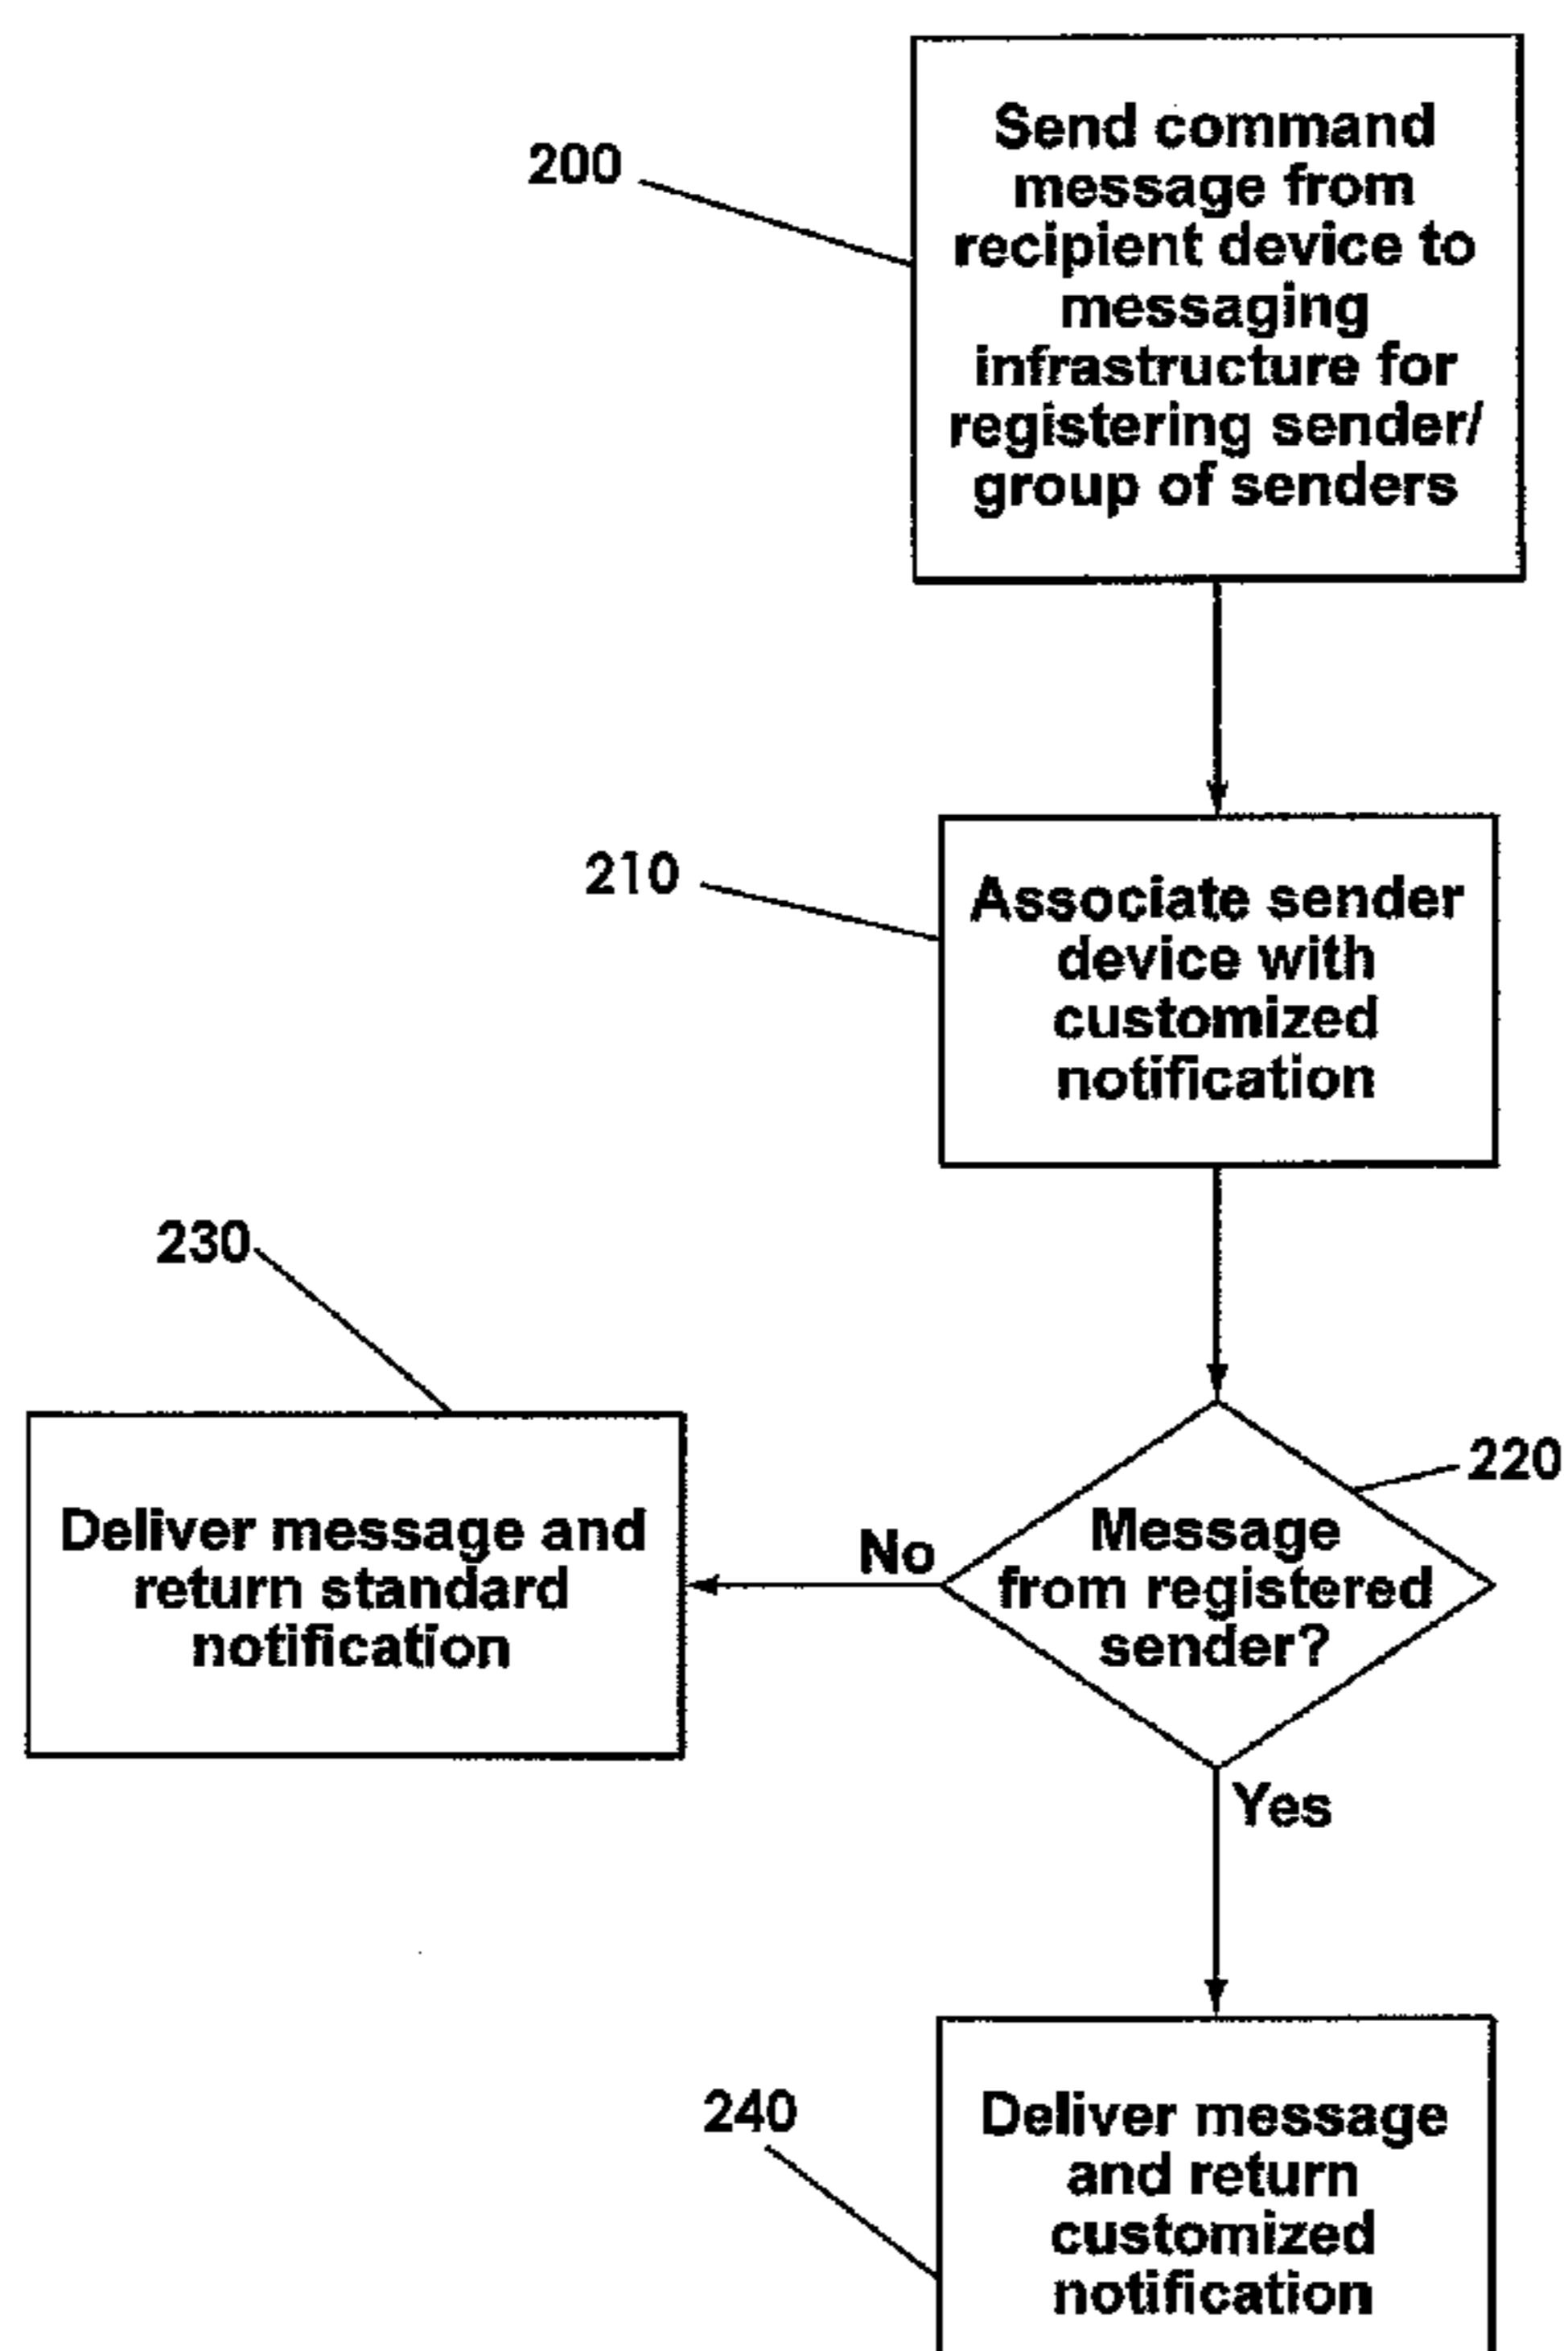 200
Send command
message from
recipient device to
messaging
infrastructure for
registering sender/
group of senders
210
Associate sender
device with
customized
notification
230
220
Message
from registered
sender?
No
Deliver message and
return standard
notification
Yes
240
Deliver message
and return
customized
notification